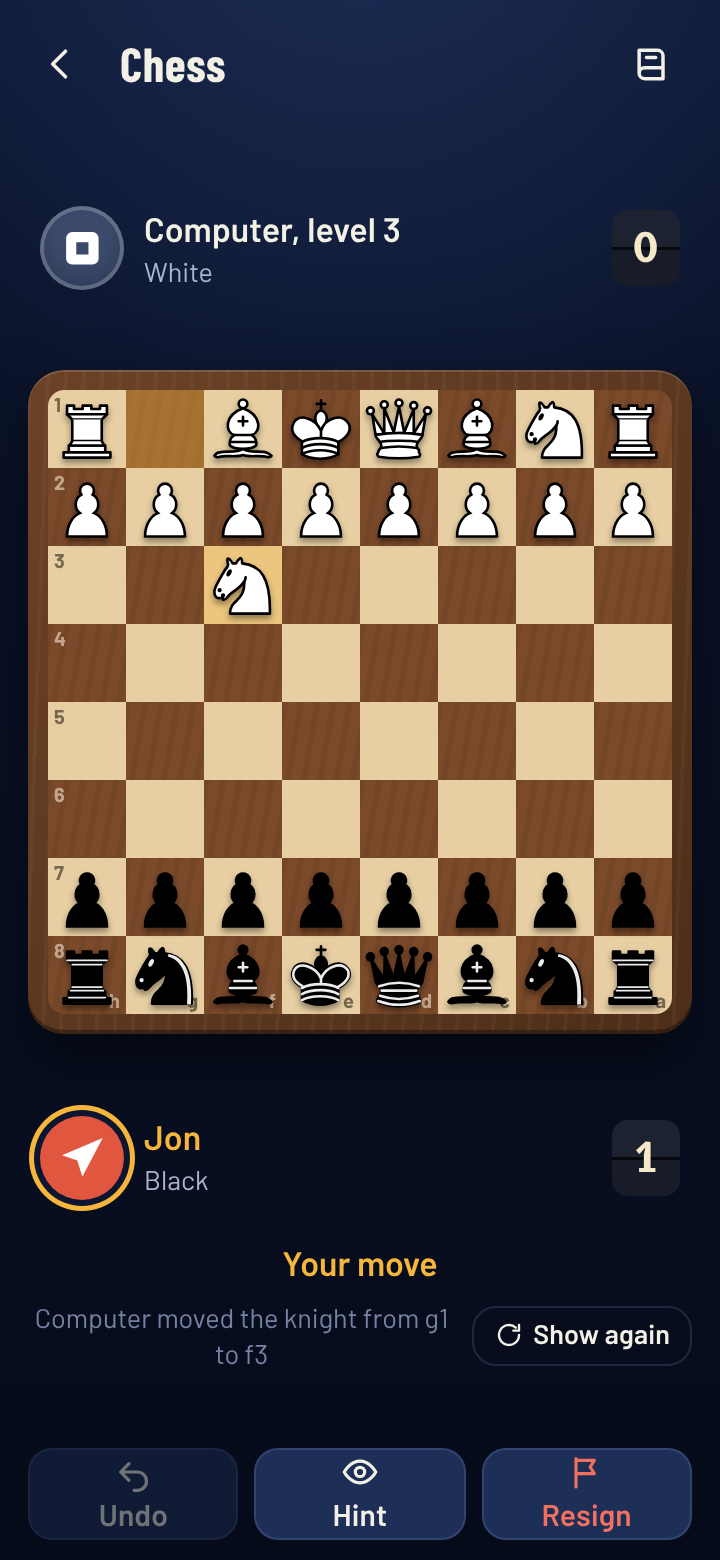 Chess
Computer, level 3
White
0
1
2
3
4
5
6
7
8
h g f e d c b a
Jon
Black
1
Your move
Computer moved the knight from g1
to f3
Show again
Undo
Hint
Resign